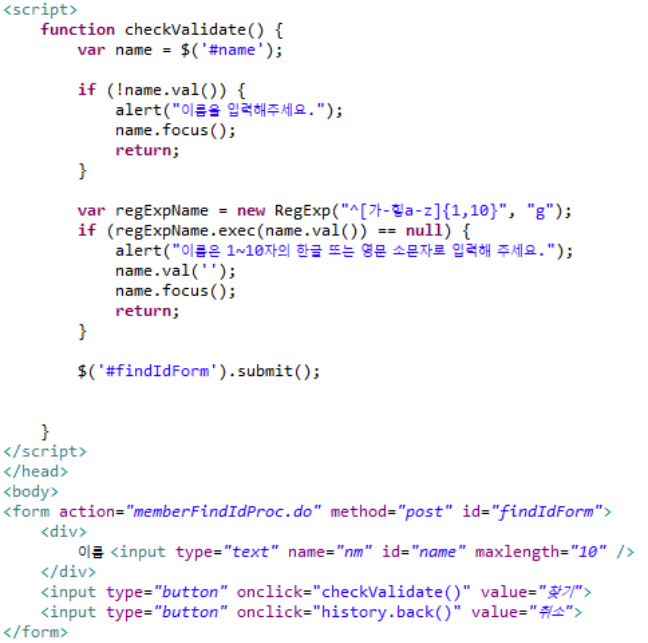 <script>
function checkValidate() {
var name = $('#name');
if (!name.val()) {
alert("이름을 입력해주세요.");
name.focus();
return;
}
var regExpName = new RegExp("^[가-힣a-z]{1,10}", "g");
if (regExpName.exec(name.val()) == null) {
alert("이름은 1~10자의 한글 또는 영문 소문자로 입력해 주세요.");
name.val('');
name.focus();
return;
}
$('#findIdForm').submit();
}
</script>
</head>
<body>
<form action="memberFindIdProc.do" method="post" id="findIdForm">
<div>
이름 <input type="text" name="nm" id="name" maxlength="10" />
</div>
<input type="button" onclick="checkValidate()" value="찾기">
<input type="button" onclick="history.back()" value="취소">
</form>